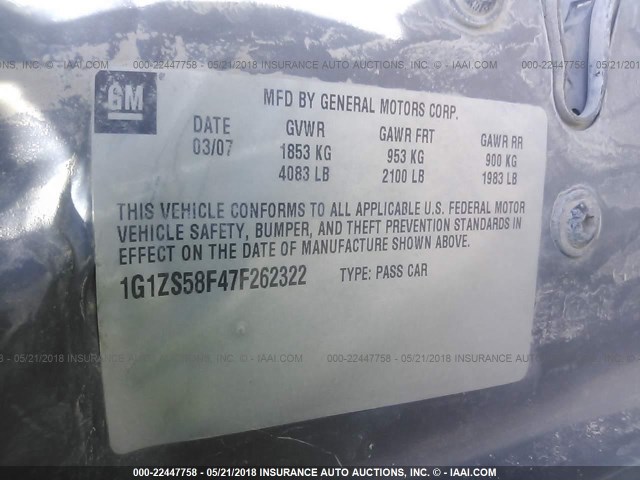 000-22447758 - 05/21/2018 INSURANCE AUTO AUCTIONS, INC. - © IAAI.COM
GM
MFD BY GENERAL MOTORS CORP.
DATE GVWR GAWR FRT GAWR RR
03/07 1853 KG 953 KG 900 KG
4083 LB 2100 LB 1983 LB
THIS VEHICLE CONFORMS TO ALL APPLICABLE U.S. FEDERAL MOTOR
VEHICLE SAFETY, BUMPER, AND THEFT PREVENTION STANDARDS IN
EFFECT ON THE DATE OF MANUFACTURE SHOWN ABOVE.
1G1ZS58F47F262322 TYPE: PASS CAR
000-22447758 - 05/21/2018 INSURANCE AUTO AUCTIONS, INC. - © IAAI.COM
000-22447758 - 05/21/2018 INSURANCE AUTO AUCTIONS, INC. - © IAAI.COM